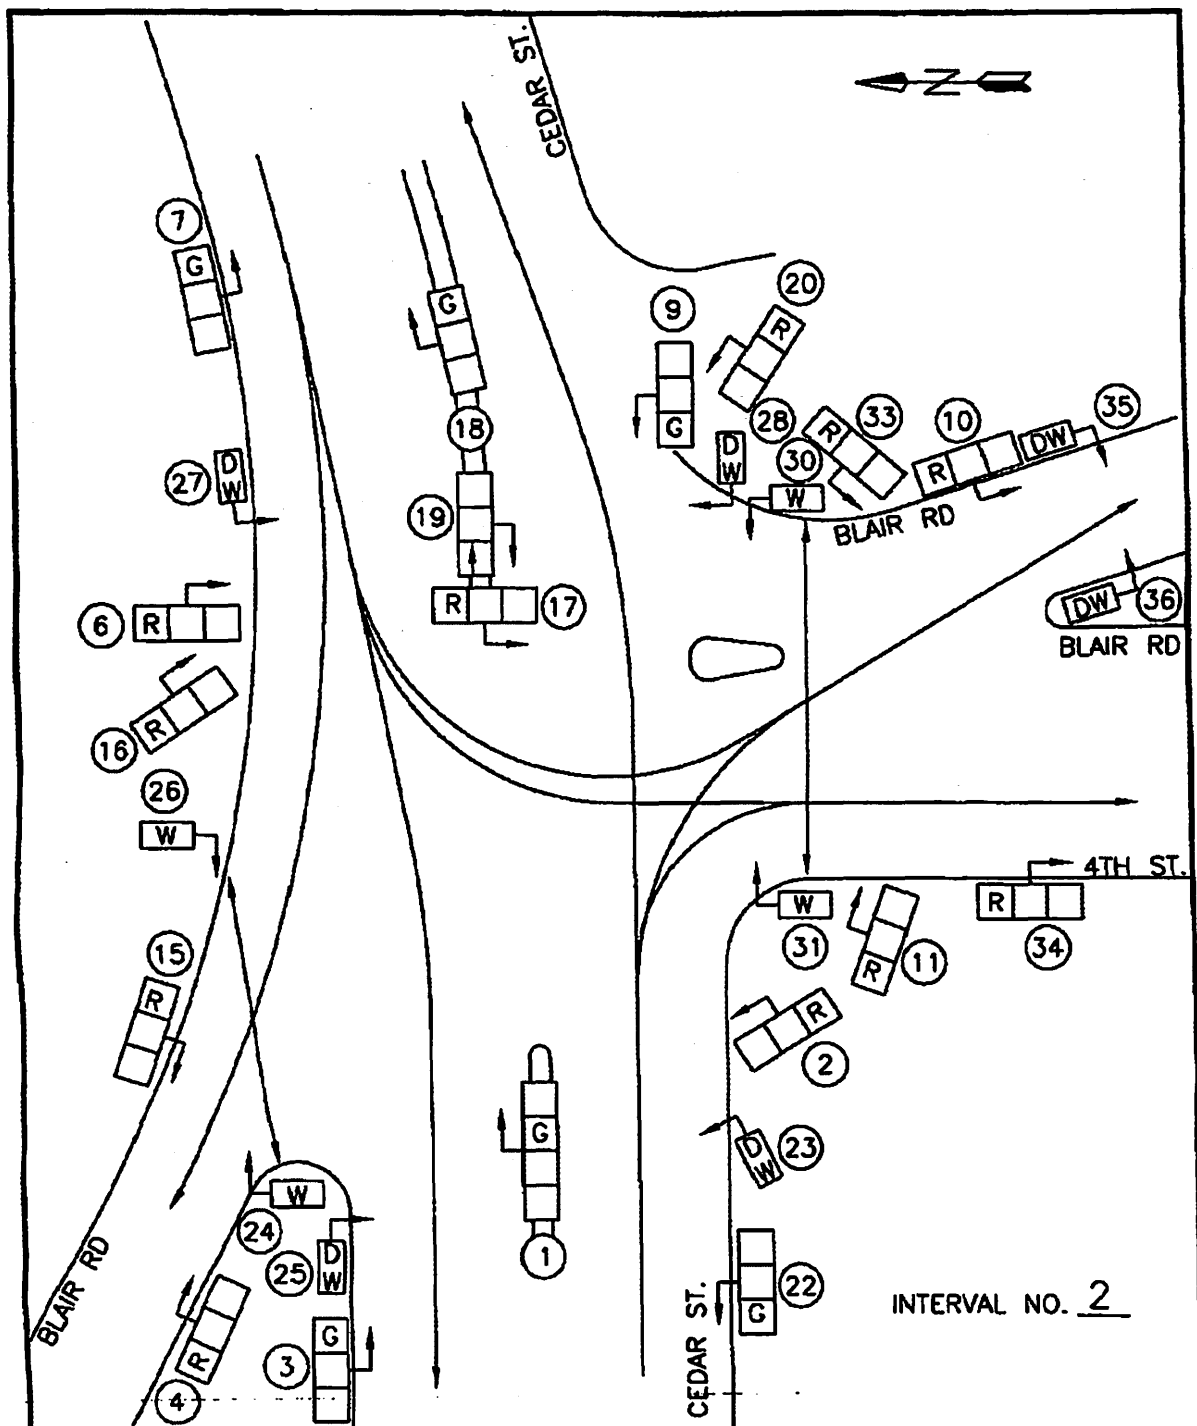 CEDAR ST.
N
7
G
20
R
9
G
G
18
28
33
R
10
R
35
DW
30
D
W
W
27
D
W
19
BLAIR RD
6
R
R
17
DW
36
BLAIR RD
16
R
26
W
4TH ST.
W
31
R
11
R
34
15
R
R
2
G
D
W
23
W
24
25
D
W
1
22
G
INTERVAL NO. 2
BLAIR RD
R
4
3
G
CEDAR ST.